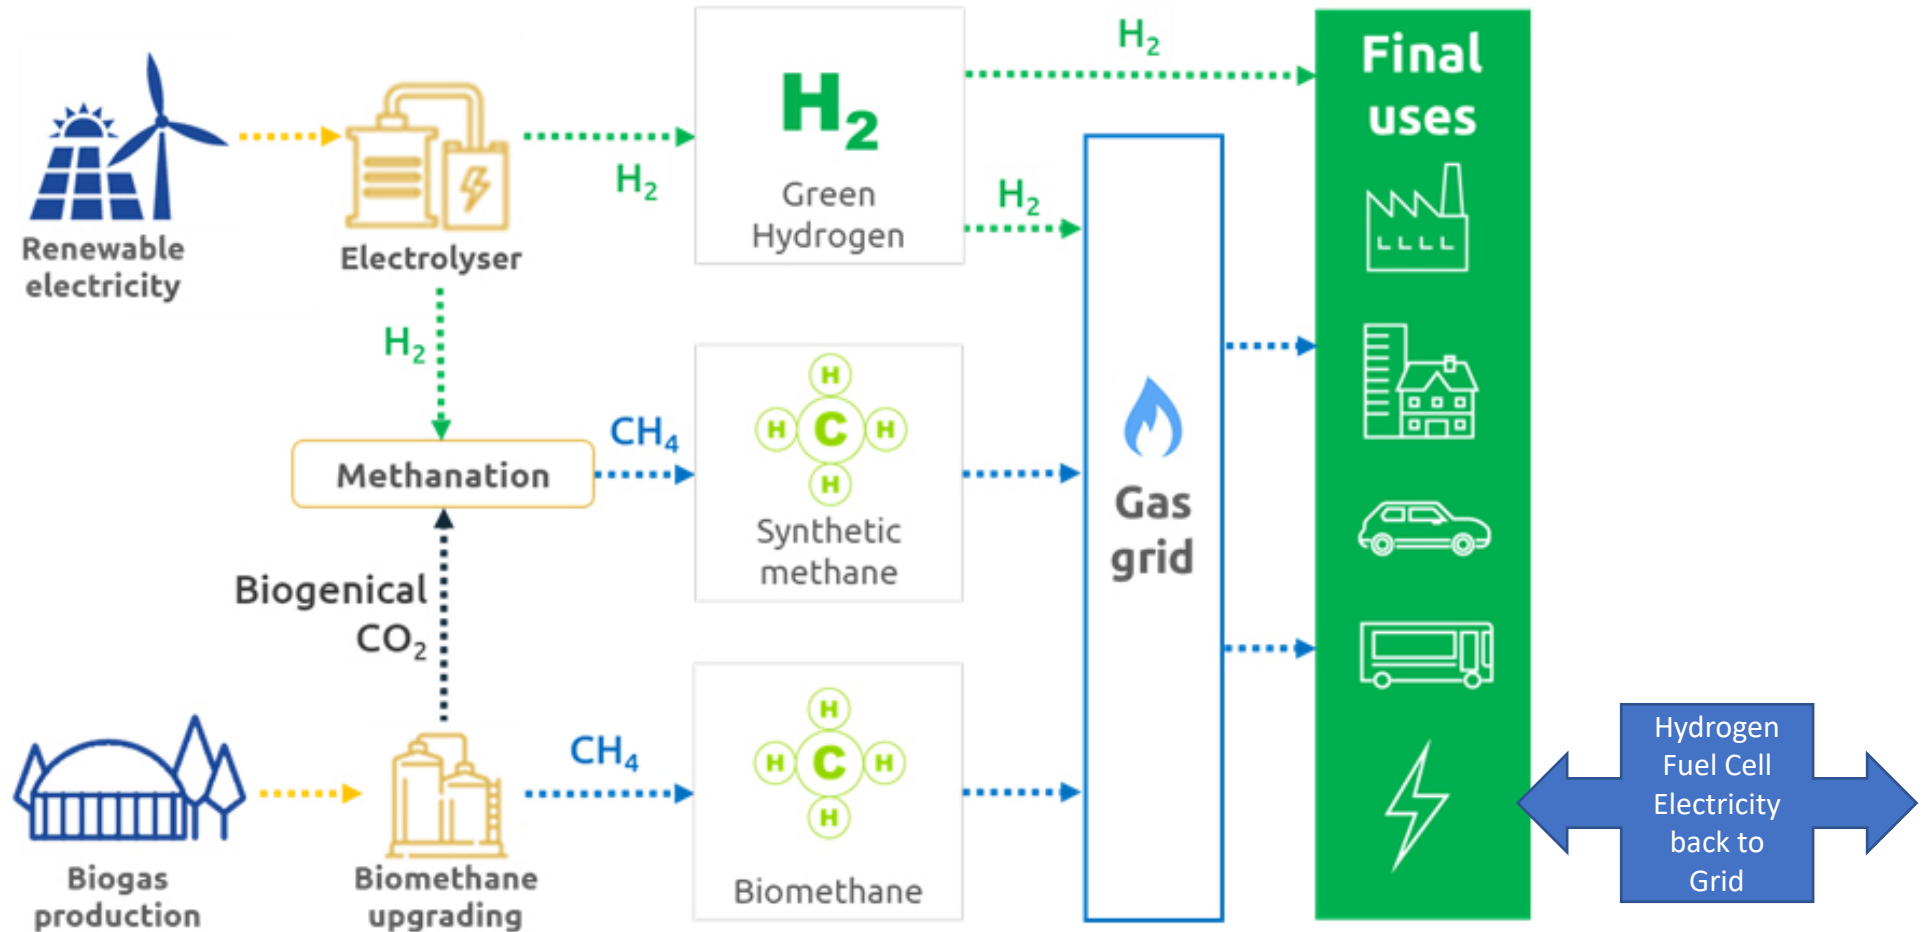 Renewable
electricity
Electrolyser
H₂
H₂
Green
Hydrogen
H₂
H₂
H₂
Methanation
CH₄
H
H
C
H
H
Synthetic
methane
Biogenical
CO₂
Biogas
production
Biomethane
upgrading
CH₄
H
H
C
H
H
Biomethane
Gas
grid
Final
uses
Hydrogen
Fuel Cell
Electricity
back to
Grid